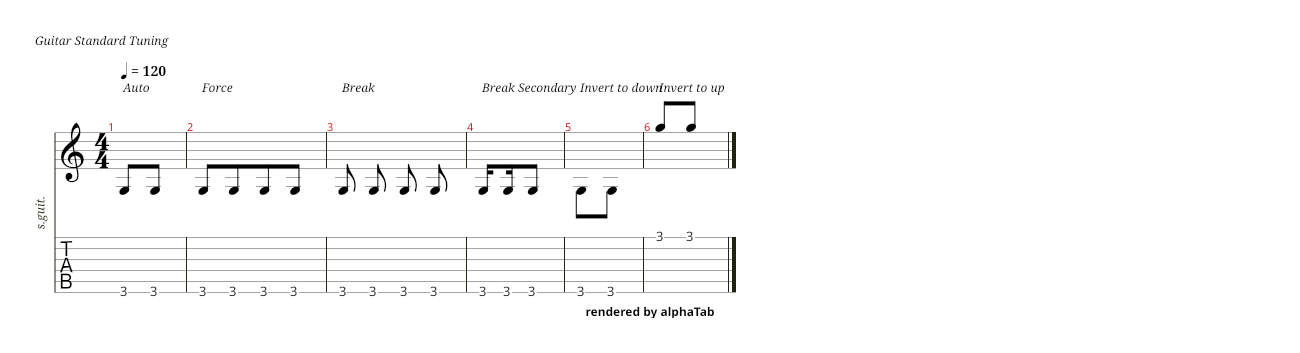 Guitar Standard Tuning
= 120
Auto Force Break Break Secondary Invert to down Invert to up
1 2 3 4 5 6
4
4
s.guit.
T
A
B
3 3
3 3 3 3 3 3 3 3 3 3 3 3 3 3 3
rendered by alphaTab